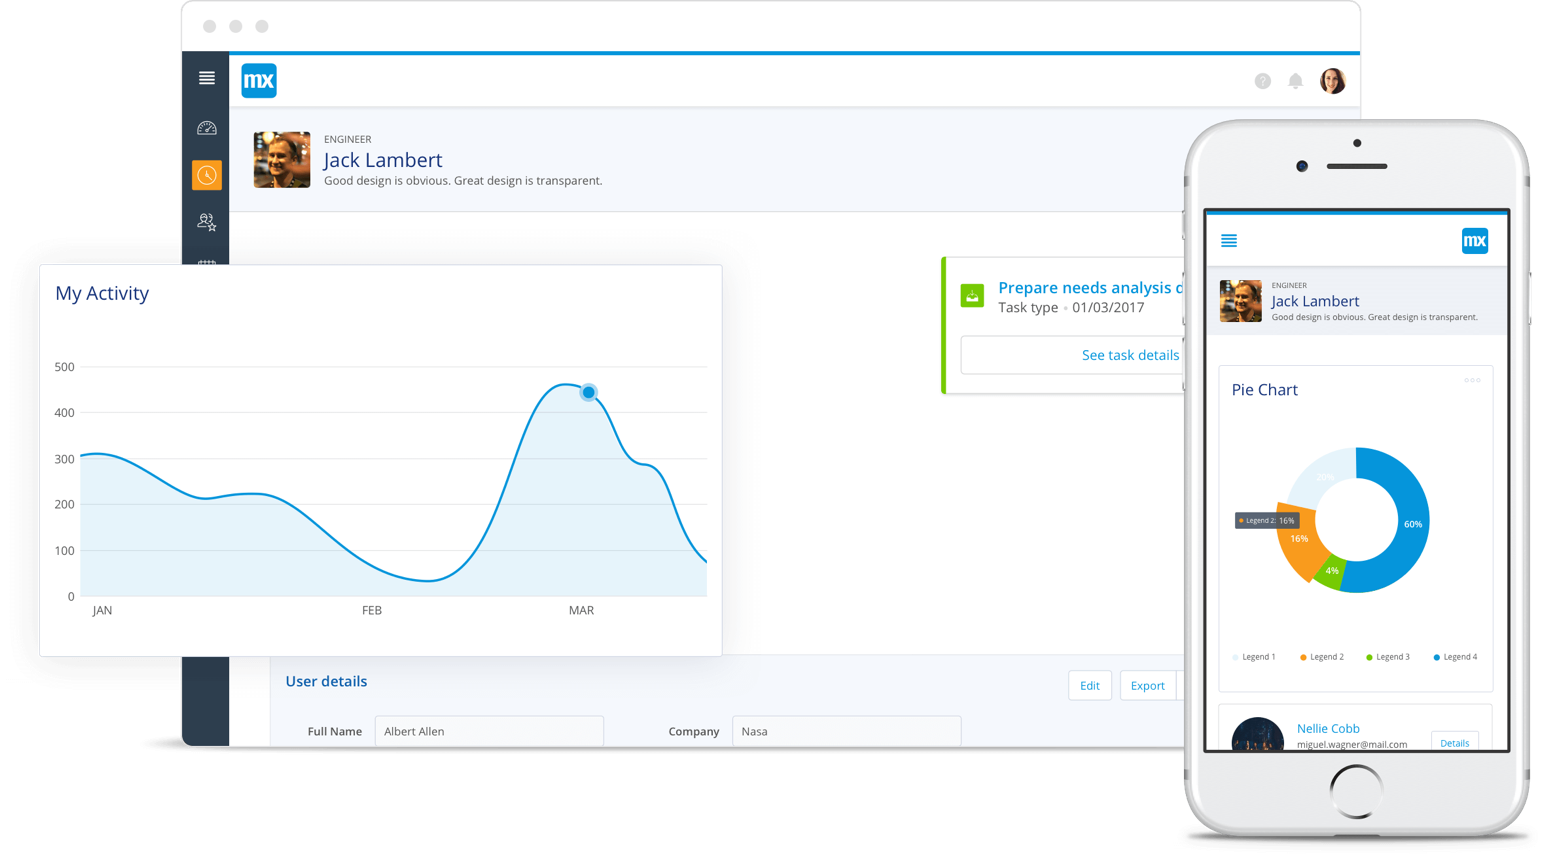 mx
ENGINEER
Jack Lambert
Good design is obvious. Great design is transparent.
My Activity
500
400
300
200
100
0
JAN
FEB
MAR
Prepare needs analysis d
Task type • 01/03/2017
See task details
User details
Edit
Export
Full Name
Albert Allen
Company
Nasa
mx
ENGINEER
Jack Lambert
Good design is obvious. Great design is transparent.
Pie Chart
20%
60%
Legend 2: 16%
16%
4%
Legend 1
Legend 2
Legend 3
Legend 4
Nellie Cobb
miguel.wagner@mail.com
Details